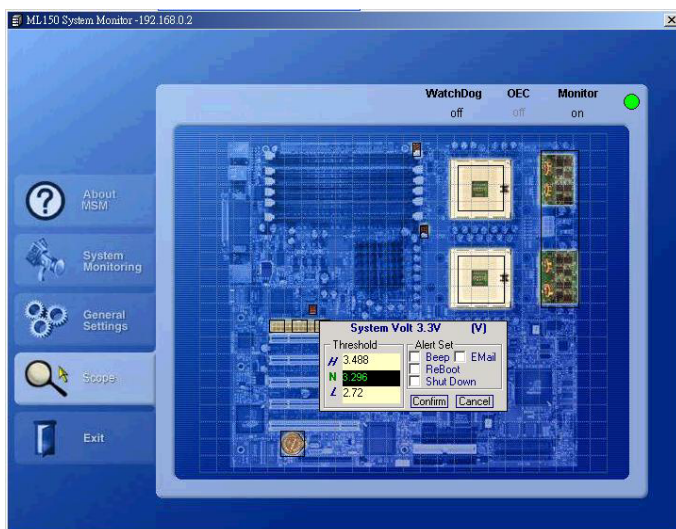 ML150 System Monitor -192.168.0.2
WatchDog OEC Monitor
off off on
About
MSM
System
Monitoring
General
Settings
Scope
Exit
System Volt 3.3V (V)
Threshold
H 3.488
N 3.296
L 2.72
Alert Set
Beep EMail
ReBoot
Shut Down
Confirm Cancel